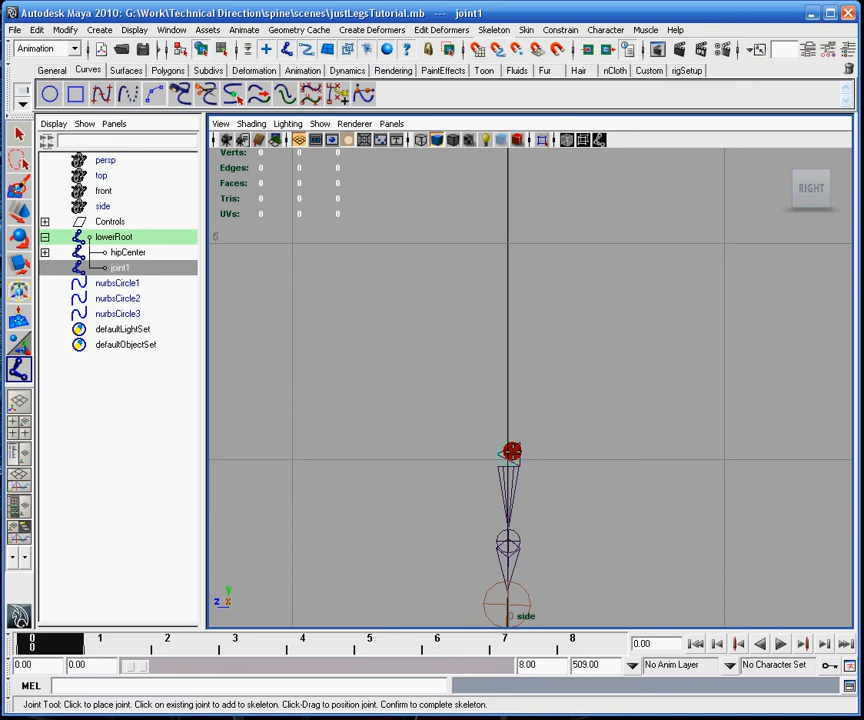 Autodesk Maya 2010: G:\Work\Technical Direction\spine\scenes\justLegsTutorial.mb --- joint1
File Edit Modify Create Display Window Assets Animate Geometry Cache Create Deformers Edit Deformers Skeleton Skin Constrain Character Muscle Help
Animation
General Curves Surfaces Polygons Subdivs Deformation Animation Dynamics Rendering PaintEffects Toon Fluids Fur Hair nCloth Custom rigSetup
Display Show Panels
View Shading Lighting Show Renderer Panels
persp
top
front
side
Controls
lowerRoot
hipCenter
joint1
nurbsCircle1
nurbsCircle2
nurbsCircle3
defaultLightSet
defaultObjectSet
Verts: 0 0 0
Edges: 0 0 0
Faces: 0 0 0
Tris: 0 0 0
UVs: 0 0 0
5
RIGHT
y
z x
0 side
0 1 2 3 4 5 6 7 8
0
0.00
0.00 0.00 8.00 509.00 No Anim Layer No Character Set
MEL
Joint Tool: Click to place joint. Click on existing joint to add to skeleton. Click-Drag to position joint. Confirm to complete skeleton.